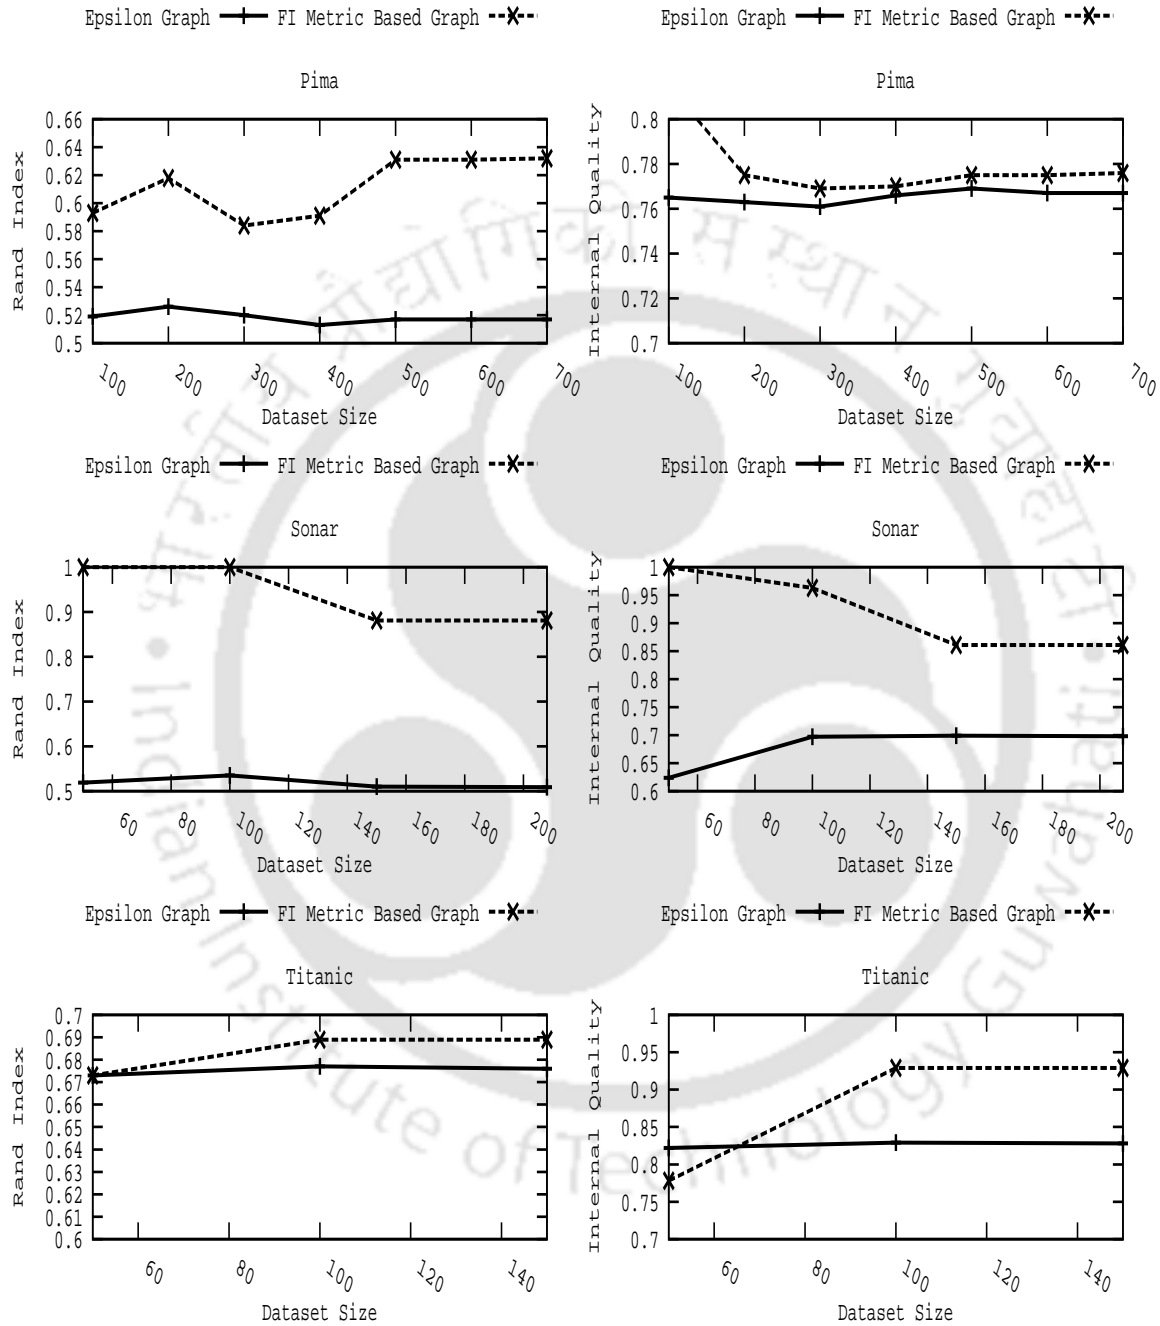 Epsilon Graph FI Metric Based Graph
Epsilon Graph FI Metric Based Graph
Pima
Pima
Rand Index
0.66
0.64
0.62
0.6
0.58
0.56
0.54
0.52
0.5
100 200 300 400 500 600 700
Dataset Size
Internal Quality
0.8
0.78
0.76
0.74
0.72
0.7
100 200 300 400 500 600 700
Dataset Size
Epsilon Graph FI Metric Based Graph
Epsilon Graph FI Metric Based Graph
Sonar
Sonar
Rand Index
1
0.9
0.8
0.7
0.6
0.5
60 80 100 120 140 160 180 200
Dataset Size
Internal Quality
1
0.95
0.9
0.85
0.8
0.75
0.7
0.65
0.6
60 80 100 120 140 160 180 200
Dataset Size
Epsilon Graph FI Metric Based Graph
Epsilon Graph FI Metric Based Graph
Titanic
Titanic
Rand Index
0.7
0.69
0.68
0.67
0.66
0.65
0.64
0.63
0.62
0.61
0.6
60 80 100 120 140
Dataset Size
Internal Quality
1
0.95
0.9
0.85
0.8
0.75
0.7
60 80 100 120 140
Dataset Size
Indian Institute of Technology Guwahati